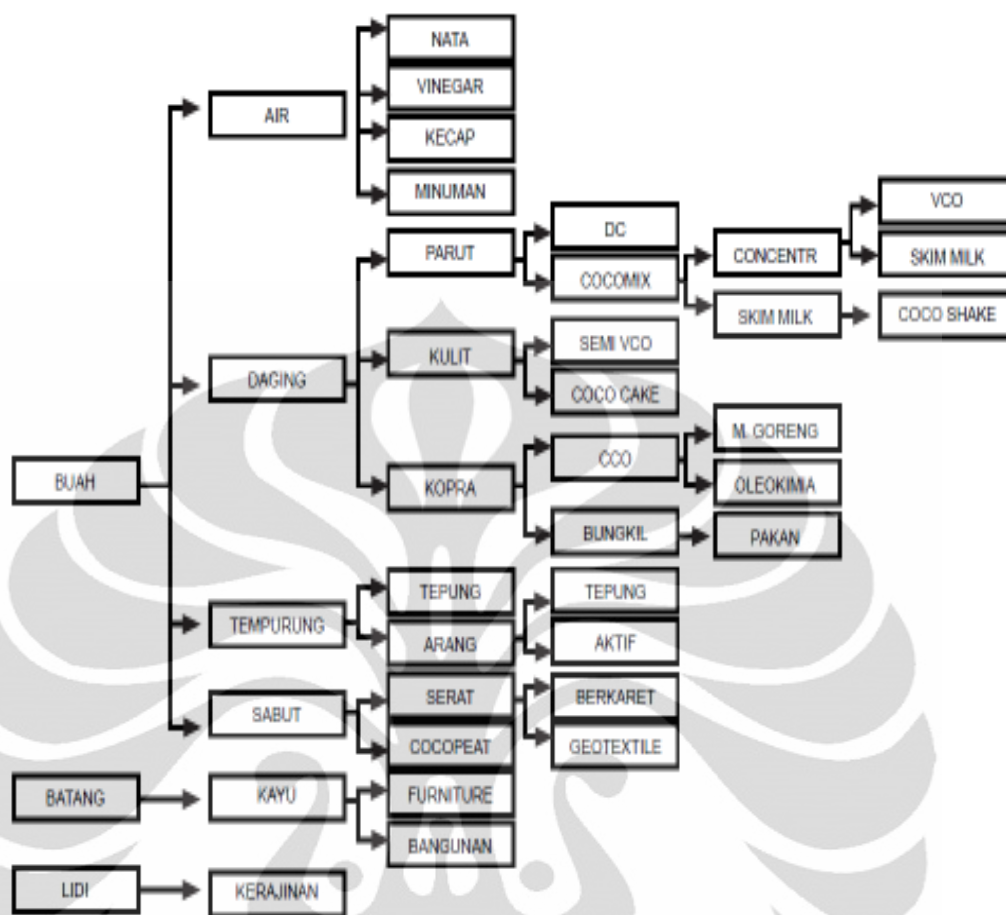 NATA
VINEGAR
AIR
KECAP
MINUMAN
VCO
DC
PARUT
CONCENTR
SKIM MILK
COCOMIX
SKIM MILK
COCO SHAKE
SEMI VCO
KULIT
DAGING
COCO CAKE
M. GORENG
CCO
BUAH
KOPRA
OLEOKIMIA
BUNGKIL
PAKAN
TEPUNG
TEPUNG
TEMPURUNG
ARANG
AKTIF
SERAT
BERKARET
SABUT
COCOPEAT
GEOTEXTILE
BATANG
KAYU
FURNITURE
BANGUNAN
LIDI
KERAJINAN